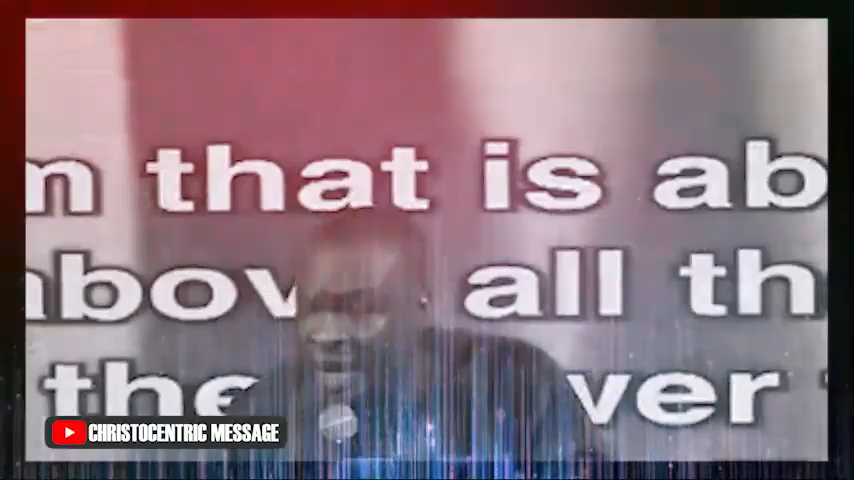 m that is ab
abov all th
the ver
CHRISTOCENTRIC MESSAGE